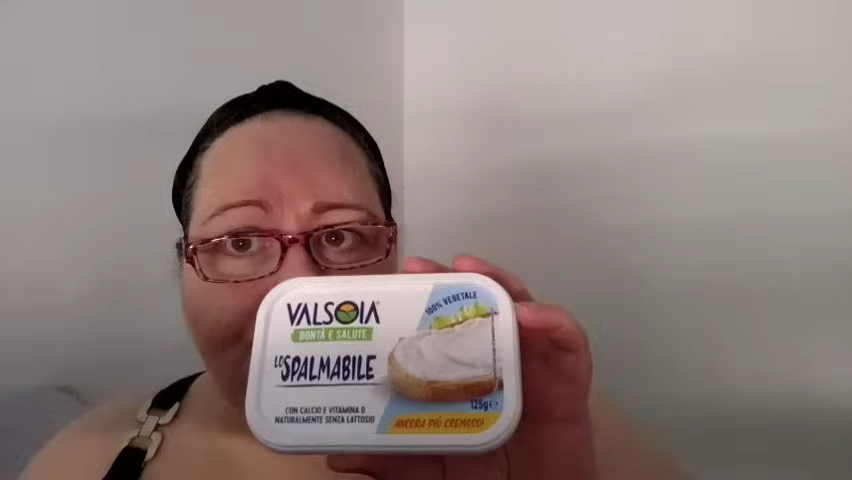 VALSOIA
BONTÀ E SALUTE
100% VEGETALE
LO SPALMABILE
125g e
CON CALCIO E VITAMINA D
NATURALMENTE SENZA LATTOSIO
ANCORA PIÙ CREMOSO!